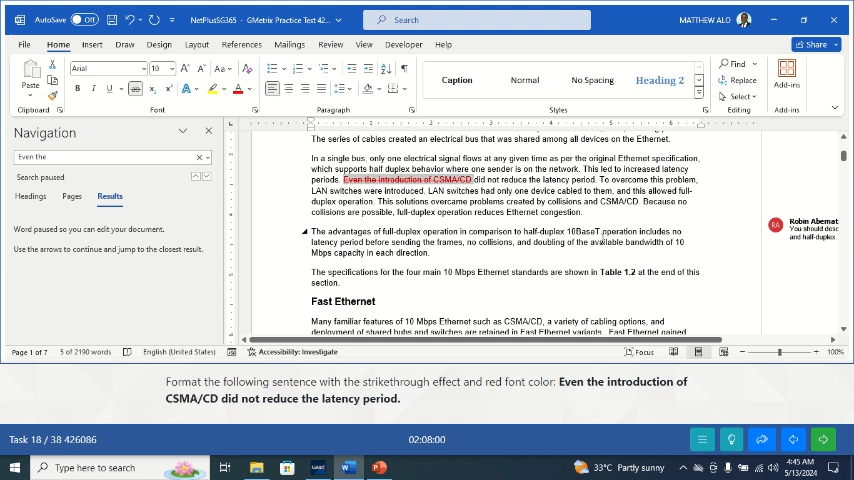 AutoSave Off NetPlusSG365 - GMetrix Practice Test 42... Search MATTHEW ALO
File Home Insert Draw Design Layout References Mailings Review View Developer Help Share
Paste Arial 10 Aa Caption Normal No Spacing Heading 2 Find Replace Select Add-ins
B I U ab
Clipboard Font Paragraph Styles Editing Add-ins
Navigation
Even the
Search paused
Headings Pages Results
Word paused so you can edit your document.
Use the arrows to continue and jump to the closest result.
The series of cables created an electrical bus that was shared among all devices on the Ethernet.
In a single bus, only one electrical signal flows at any given time as per the original Ethernet specification,
which supports half duplex behavior where one sender is on the network. This led to increased latency
periods. Even the introduction of CSMA/CD did not reduce the latency period. To overcome this problem,
LAN switches were introduced. LAN switches had only one device cabled to them, and this allowed full-
duplex operation. This solutions overcame problems created by collisions and CSMA/CD. Because no
collisions are possible, full-duplex operation reduces Ethernet congestion.
The advantages of full-duplex operation in comparison to half-duplex 10BaseT operation includes no
latency period before sending the frames, no collisions, and doubling of the available bandwidth of 10
Mbps capacity in each direction.
The specifications for the four main 10 Mbps Ethernet standards are shown in Table 1.2 at the end of this
section.
Fast Ethernet
Many familiar features of 10 Mbps Ethernet such as CSMA/CD, a variety of cabling options, and
deployment of shared hubs and switches are retained in Fast Ethernet variants. Fast Ethernet gained
RA Robin Abernat
You should desc
and half-duplex.
Page 1 of 7 5 of 2190 words English (United States) Accessibility: Investigate Focus 100%
Format the following sentence with the strikethrough effect and red font color: Even the introduction of
CSMA/CD did not reduce the latency period.
Task 18 / 38 426086 02:08:00
Type here to search 33°C Partly sunny 4:45 AM
5/13/2024